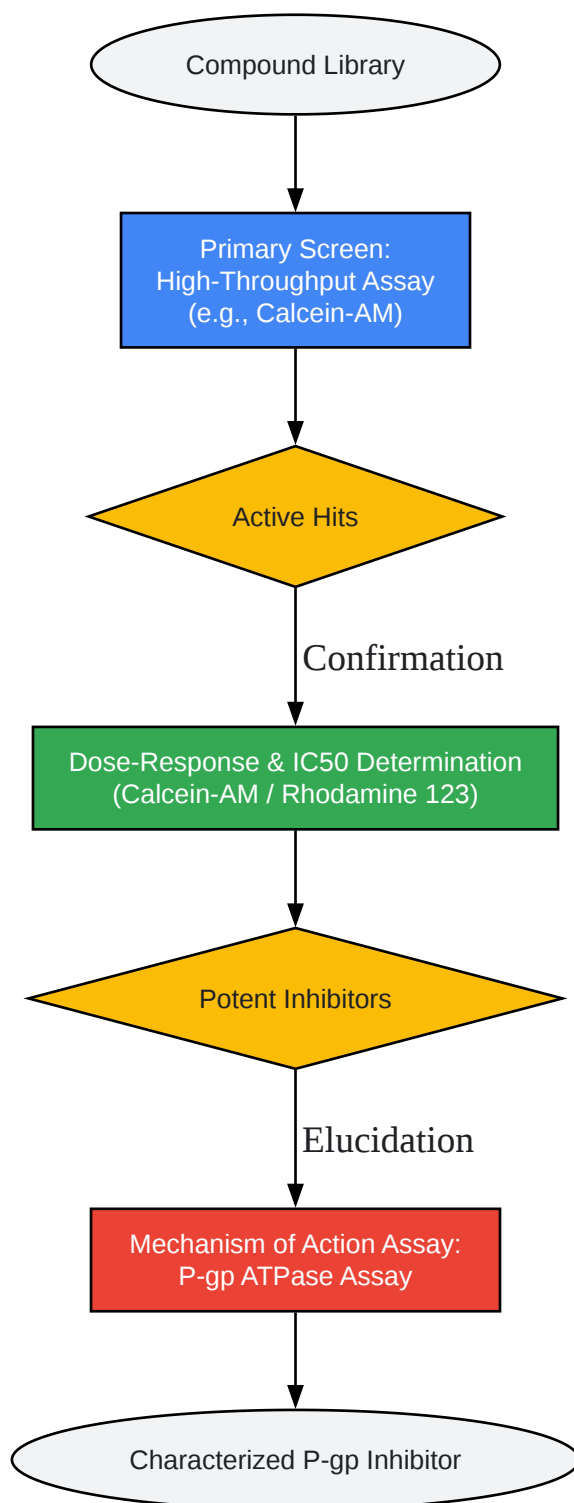 Compound Library
Primary Screen:
High-Throughput Assay
(e.g., Calcein-AM)
Active Hits
Confirmation
Dose-Response & IC50 Determination
(Calcein-AM / Rhodamine 123)
Potent Inhibitors
Elucidation
Mechanism of Action Assay:
P-gp ATPase Assay
Characterized P-gp Inhibitor